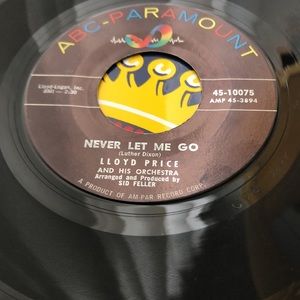 ABC-PARAMOUNT
45-10075
AMP 45-3894
NEVER LET ME GO
(Luther Dixon)
LLOYD PRICE
AND HIS ORCHESTRA
Arranged and Produced by
SID FELLER
A PRODUCT OF AM-PAR RECORD CORP.